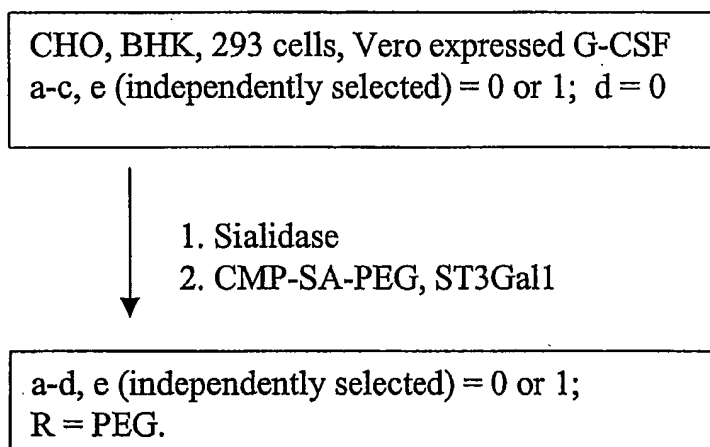 CHO, BHK, 293 cells, Vero expressed G-CSF
a-c, e (independently selected) = 0 or 1; d = 0
1. Sialidase
2. CMP-SA-PEG, ST3Gal1
a-d, e (independently selected) = 0 or 1;
R = PEG.